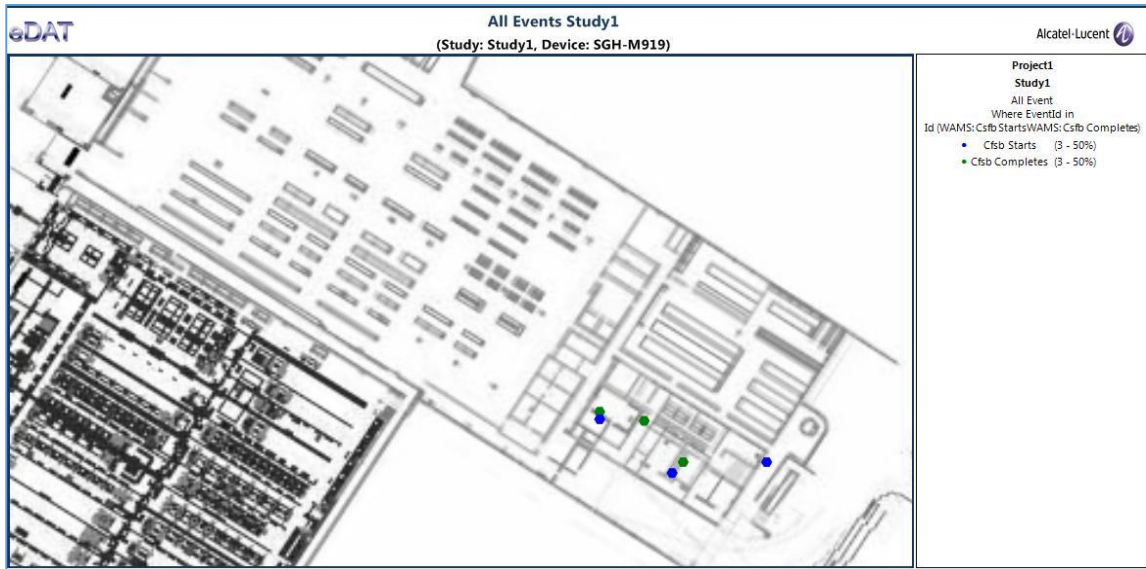 eDAT
All Events Study1
(Study: Study1, Device: SGH-M919)
Alcatel-Lucent
Project1
Study1
All Event
Where EventId in
Id (WAMS:Csfb StartsWAMS:Csfb Completes)
Cfsb Starts (3 - 50%)
Cfsb Completes (3 - 50%)